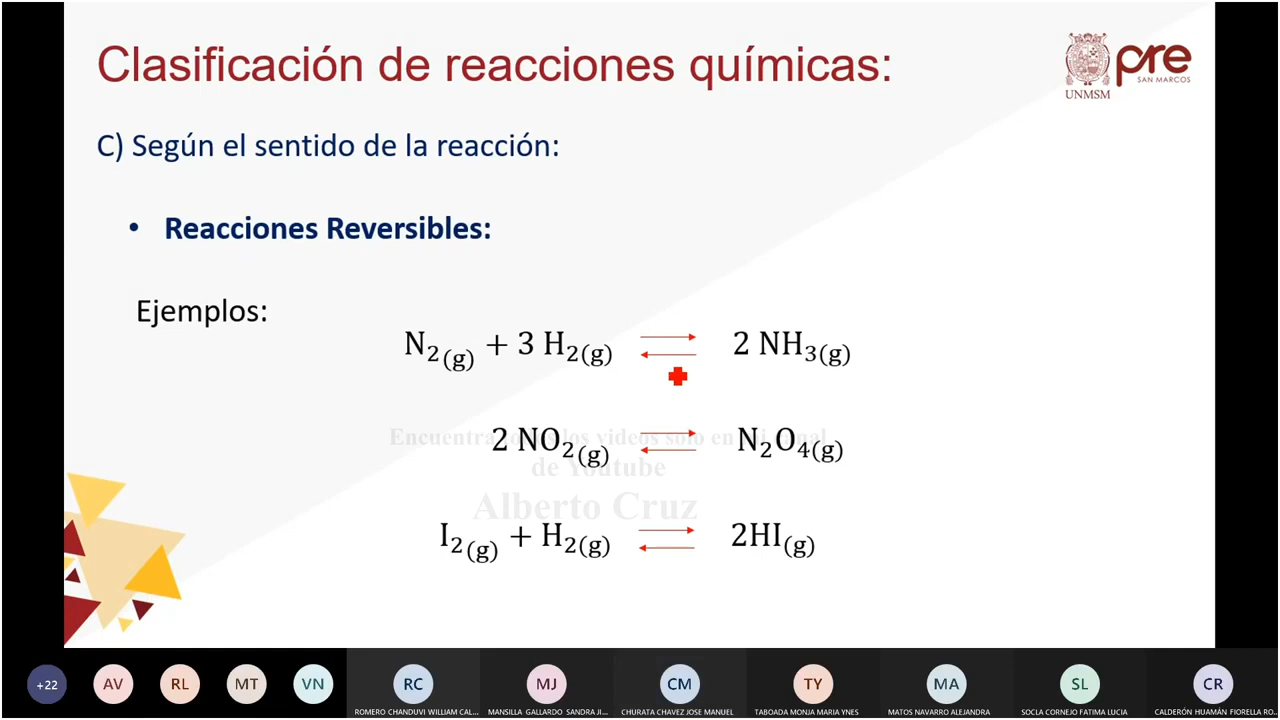 Clasificación de reacciones químicas:
UNMSM
pre
SAN MARCOS
C) Según el sentido de la reacción:
• Reacciones Reversibles:
Ejemplos:
N₂(g) + 3 H₂(g) ⇄ 2 NH₃(g)
2 NO₂(g) ⇄ N₂O₄(g)
I₂(g) + H₂(g) ⇄ 2HI(g)
Encuentra todos los videos solo en mi canal
de Youtube
Alberto Cruz
+22 AV RL MT VN RC MJ CM TY MA SL CR
ROMERO CHANDUVI WILLIAM CAL... MANSILLA GALLARDO SANDRA JI... CHURATA CHAVEZ JOSE MANUEL TABOADA MONJA MARIA YNES MATOS NAVARRO ALEJANDRA SOCLA CORNEJO FATIMA LUCIA CALDERÓN HUAMÁN FIORELLA RO...